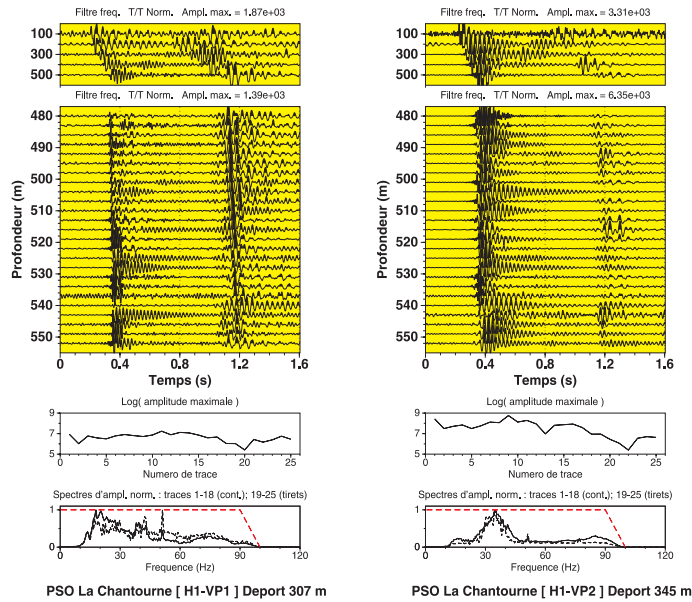 Filtre freq. T/T Norm. Ampl. max. = 1.87e+03
100
300
500
Filtre freq. T/T Norm. Ampl. max. = 1.39e+03
Profondeur (m)
480
490
500
510
520
530
540
550
0 0.4 0.8 1.2 1.6
Temps (s)
Log( amplitude maximale )
9
7
5
0 5 10 15 20 25
Numero de trace
Spectres d'ampl. norm. : traces 1-18 (cont.); 19-25 (tirets)
1
0
0 30 60 90 120
Frequence (Hz)
PSO La Chantourne [ H1-VP1 ] Deport 307 m
Filtre freq. T/T Norm. Ampl. max. = 3.31e+03
100
300
500
Filtre freq. T/T Norm. Ampl. max. = 6.35e+03
Profondeur (m)
480
490
500
510
520
530
540
550
0 0.4 0.8 1.2 1.6
Temps (s)
Log( amplitude maximale )
9
7
5
0 5 10 15 20 25
Numero de trace
Spectres d'ampl. norm. : traces 1-18 (cont.); 19-25 (tirets)
1
0
0 30 60 90 120
Frequence (Hz)
PSO La Chantourne [ H1-VP2 ] Deport 345 m